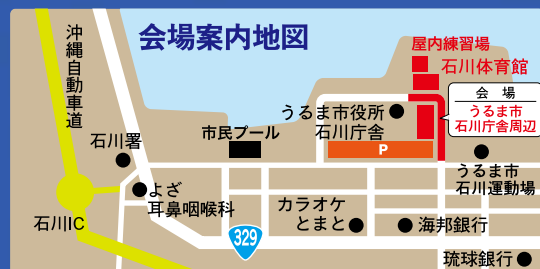 会場案内地図
沖縄自動車道
屋内練習場
石川体育館
会場
うるま市
石川庁舎周辺
うるま市役所
石川庁舎
P
市民プール
石川署
うるま市
石川運動場
よざ
耳鼻咽喉科
カラオケ
とまと
海邦銀行
石川IC
329
琉球銀行